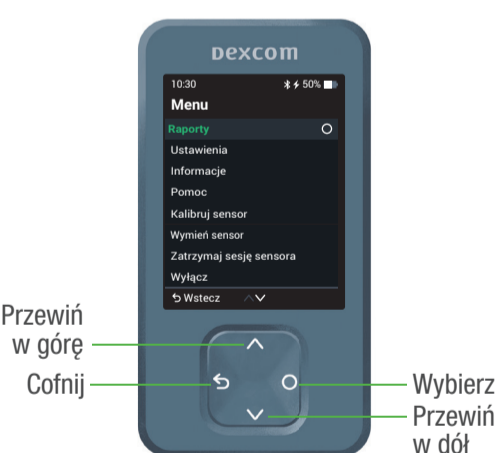 Dexcom
10:30 50%
Menu
Raporty
Ustawienia
Informacje
Pomoc
Kalibruj sensor
Wymień sensor
Zatrzymaj sesję sensora
Wyłącz
Wstecz
Przewiń
w górę
Cofnij
Wybierz
Przewiń
w dół